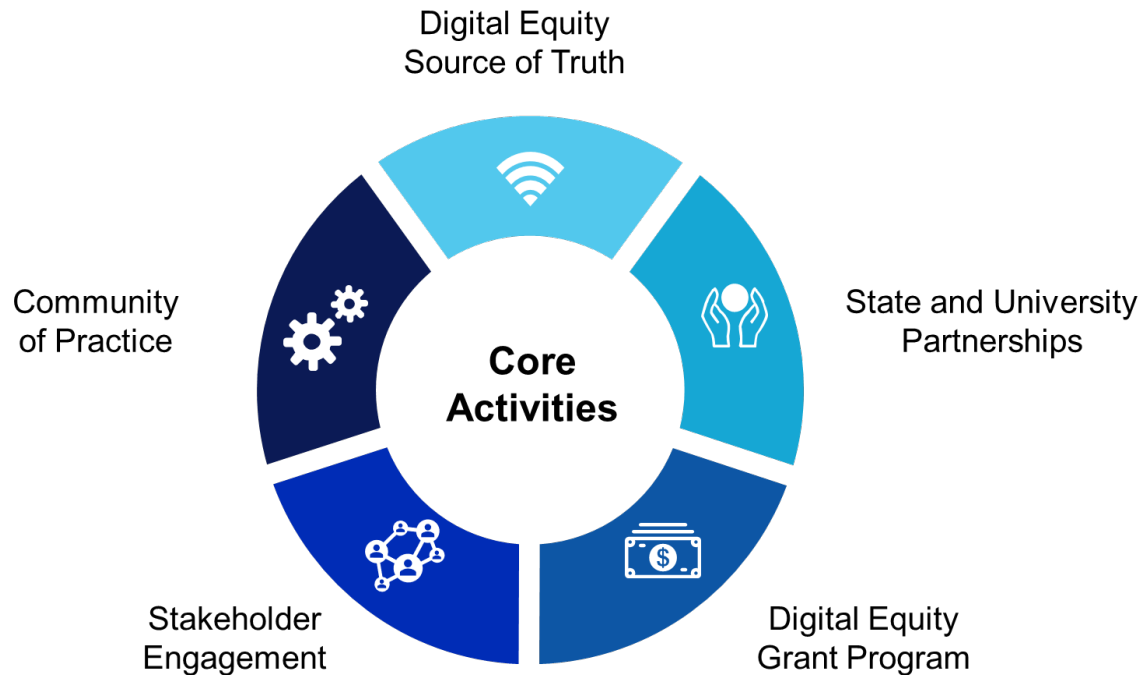 Digital Equity
Source of Truth
Community
of Practice
State and University
Partnerships
Core
Activities
$
Stakeholder
Engagement
Digital Equity
Grant Program